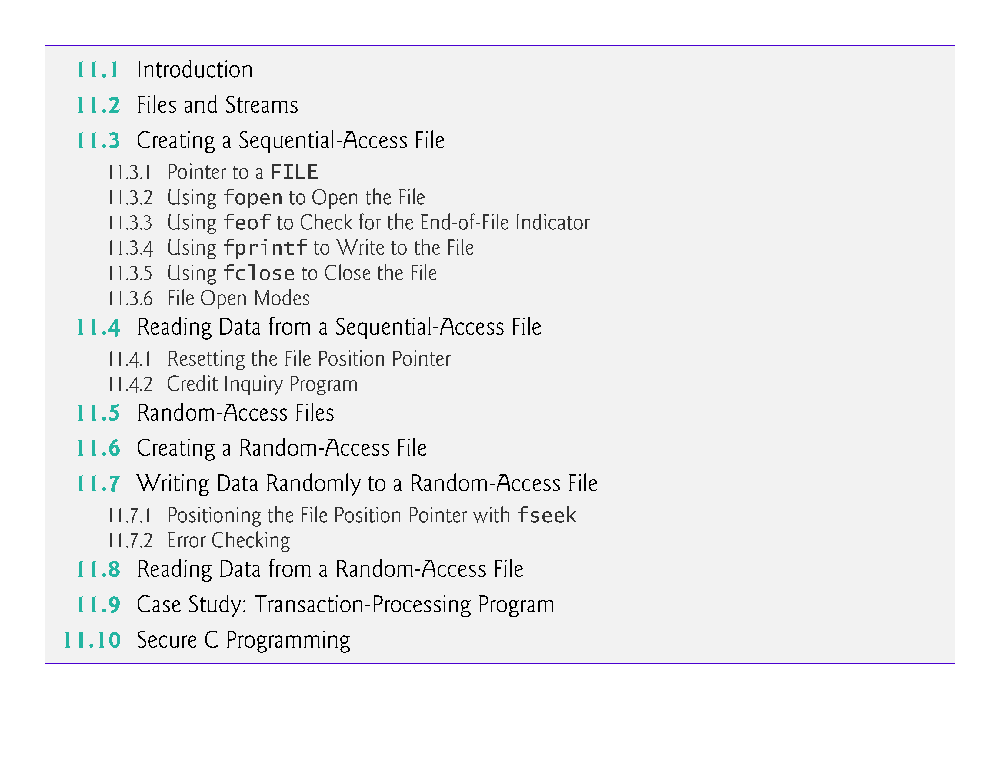 11.1 Introduction
11.2 Files and Streams
11.3 Creating a Sequential-Access File
11.3.1 Pointer to a FILE
11.3.2 Using fopen to Open the File
11.3.3 Using feof to Check for the End-of-File Indicator
11.3.4 Using fprintf to Write to the File
11.3.5 Using fclose to Close the File
11.3.6 File Open Modes
11.4 Reading Data from a Sequential-Access File
11.4.1 Resetting the File Position Pointer
11.4.2 Credit Inquiry Program
11.5 Random-Access Files
11.6 Creating a Random-Access File
11.7 Writing Data Randomly to a Random-Access File
11.7.1 Positioning the File Position Pointer with fseek
11.7.2 Error Checking
11.8 Reading Data from a Random-Access File
11.9 Case Study: Transaction-Processing Program
11.10 Secure C Programming